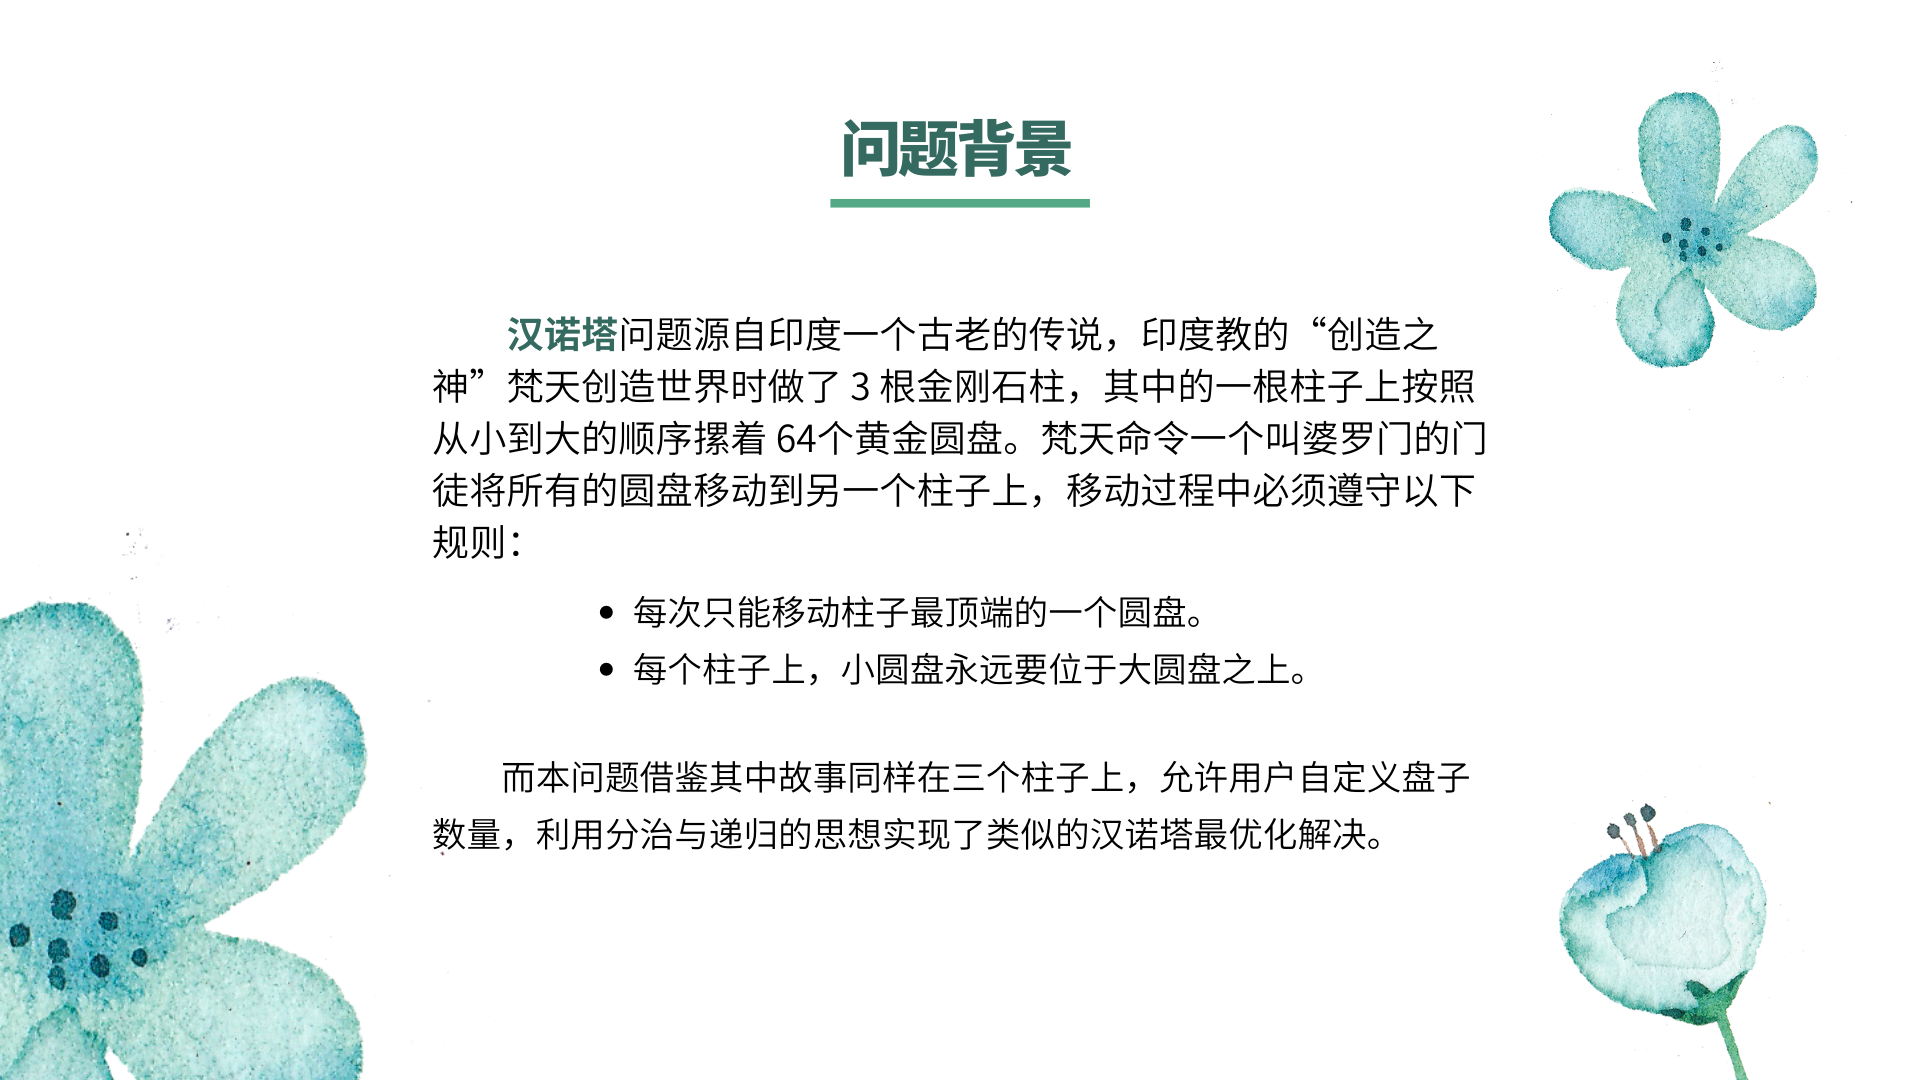 问题背景
汉诺塔问题源自印度一个古老的传说，印度教的“创造之
神”梵天创造世界时做了 3 根金刚石柱，其中的一根柱子上按照
从小到大的顺序摞着 64个黄金圆盘。梵天命令一个叫婆罗门的门
徒将所有的圆盘移动到另一个柱子上，移动过程中必须遵守以下
规则：
• 每次只能移动柱子最顶端的一个圆盘。
• 每个柱子上，小圆盘永远要位于大圆盘之上。
而本问题借鉴其中故事同样在三个柱子上，允许用户自定义盘子
数量，利用分治与递归的思想实现了类似的汉诺塔最优化解决。